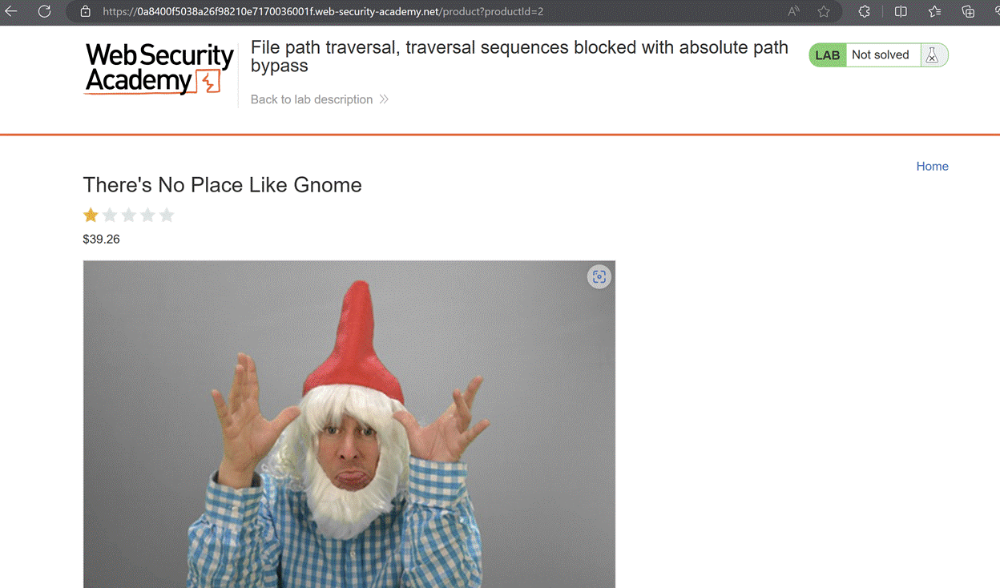 https://0a8400f5038a26f98210e7170036001f.web-security-academy.net/product?productId=2
Web Security
Academy
File path traversal, traversal sequences blocked with absolute path
bypass
LAB Not solved
Back to lab description
Home
There's No Place Like Gnome
$39.26